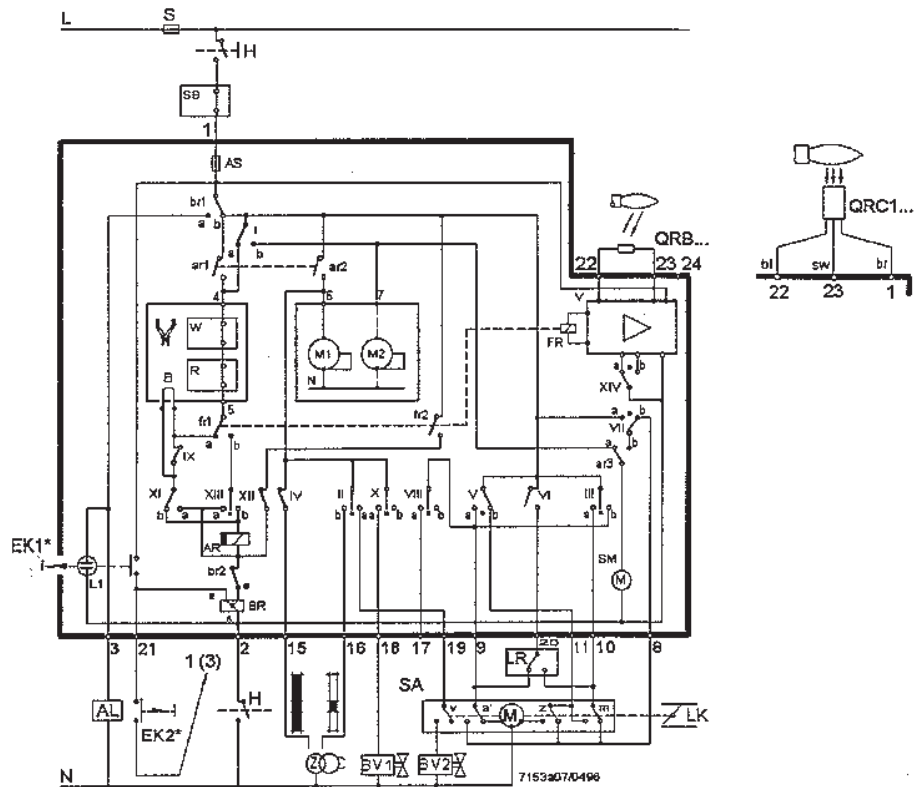 L S
H
SB
1
AS
br1
a b I
a b
ar1 ar2
QRB...
22 23 24
QRC1...
bl sw br
22 23 1
4 6 7
V
FR
W
R
M1 M2
N
B
5
fr1
a b
fr2
a b
XIV
a b
VII
a b
ar3
IX
XI XIII XII IV II X VIII V VI III
b a a b a a b a b a b a b
AR
br2
BR
EK1*
L1
SM
M
3 21 2 15 16 18 17 19 9 20 11 10 8
1 (3)
LR
SA
AL
EK2*
H
v a' M z m
LK
Z
BV1 BV2
7153a07/0496
N